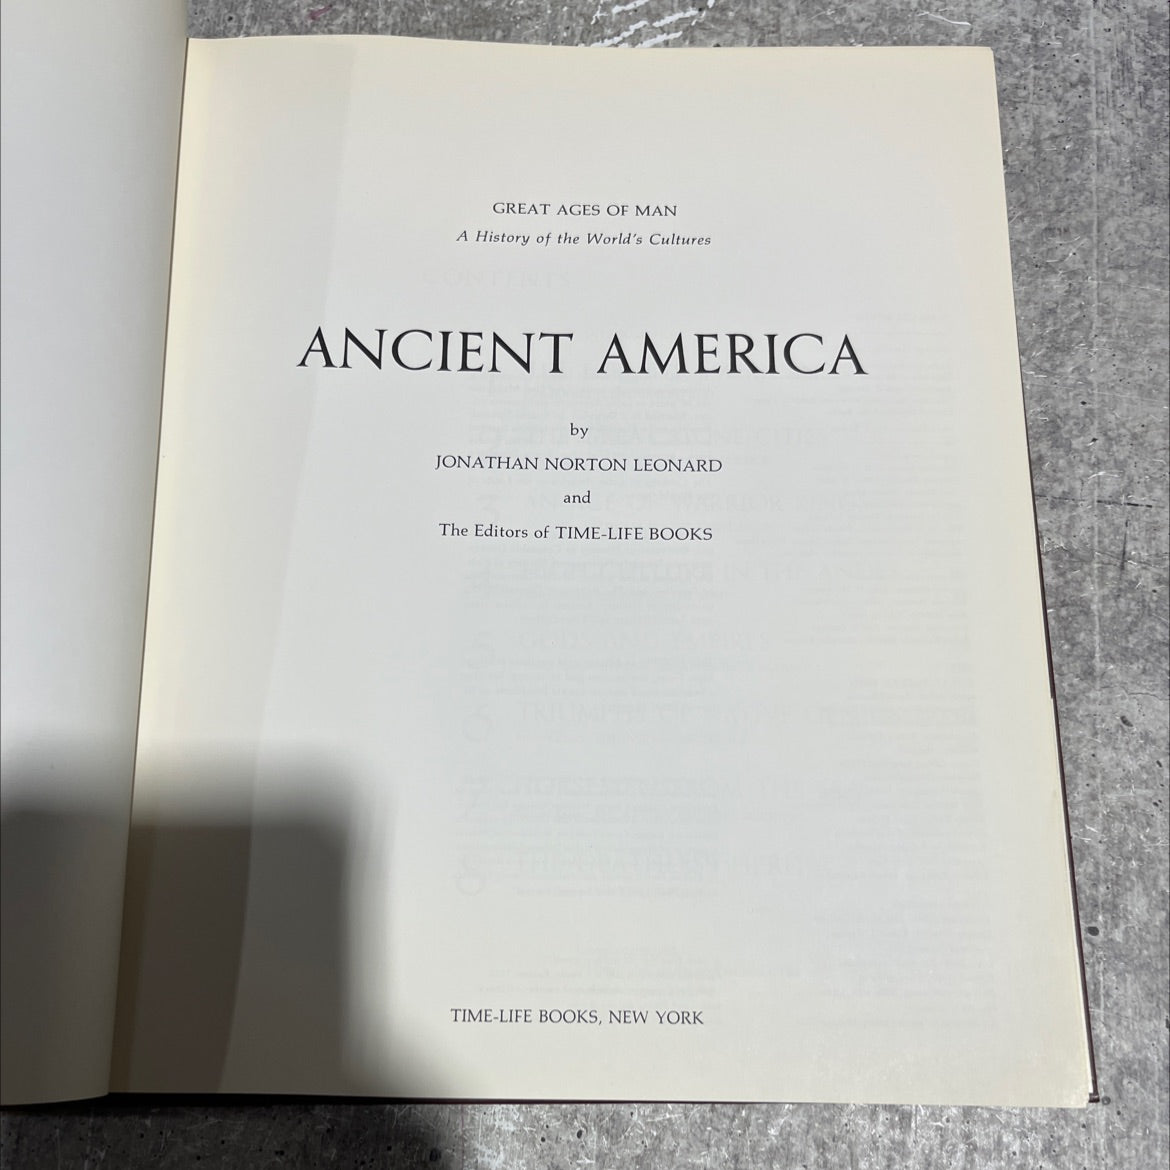 GREAT AGES OF MAN
A History of the World's Cultures
CONTENTS
ANCIENT AMERICA
by
JONATHAN NORTON LEONARD
and
The Editors of TIME-LIFE BOOKS
TIME-LIFE BOOKS, NEW YORK